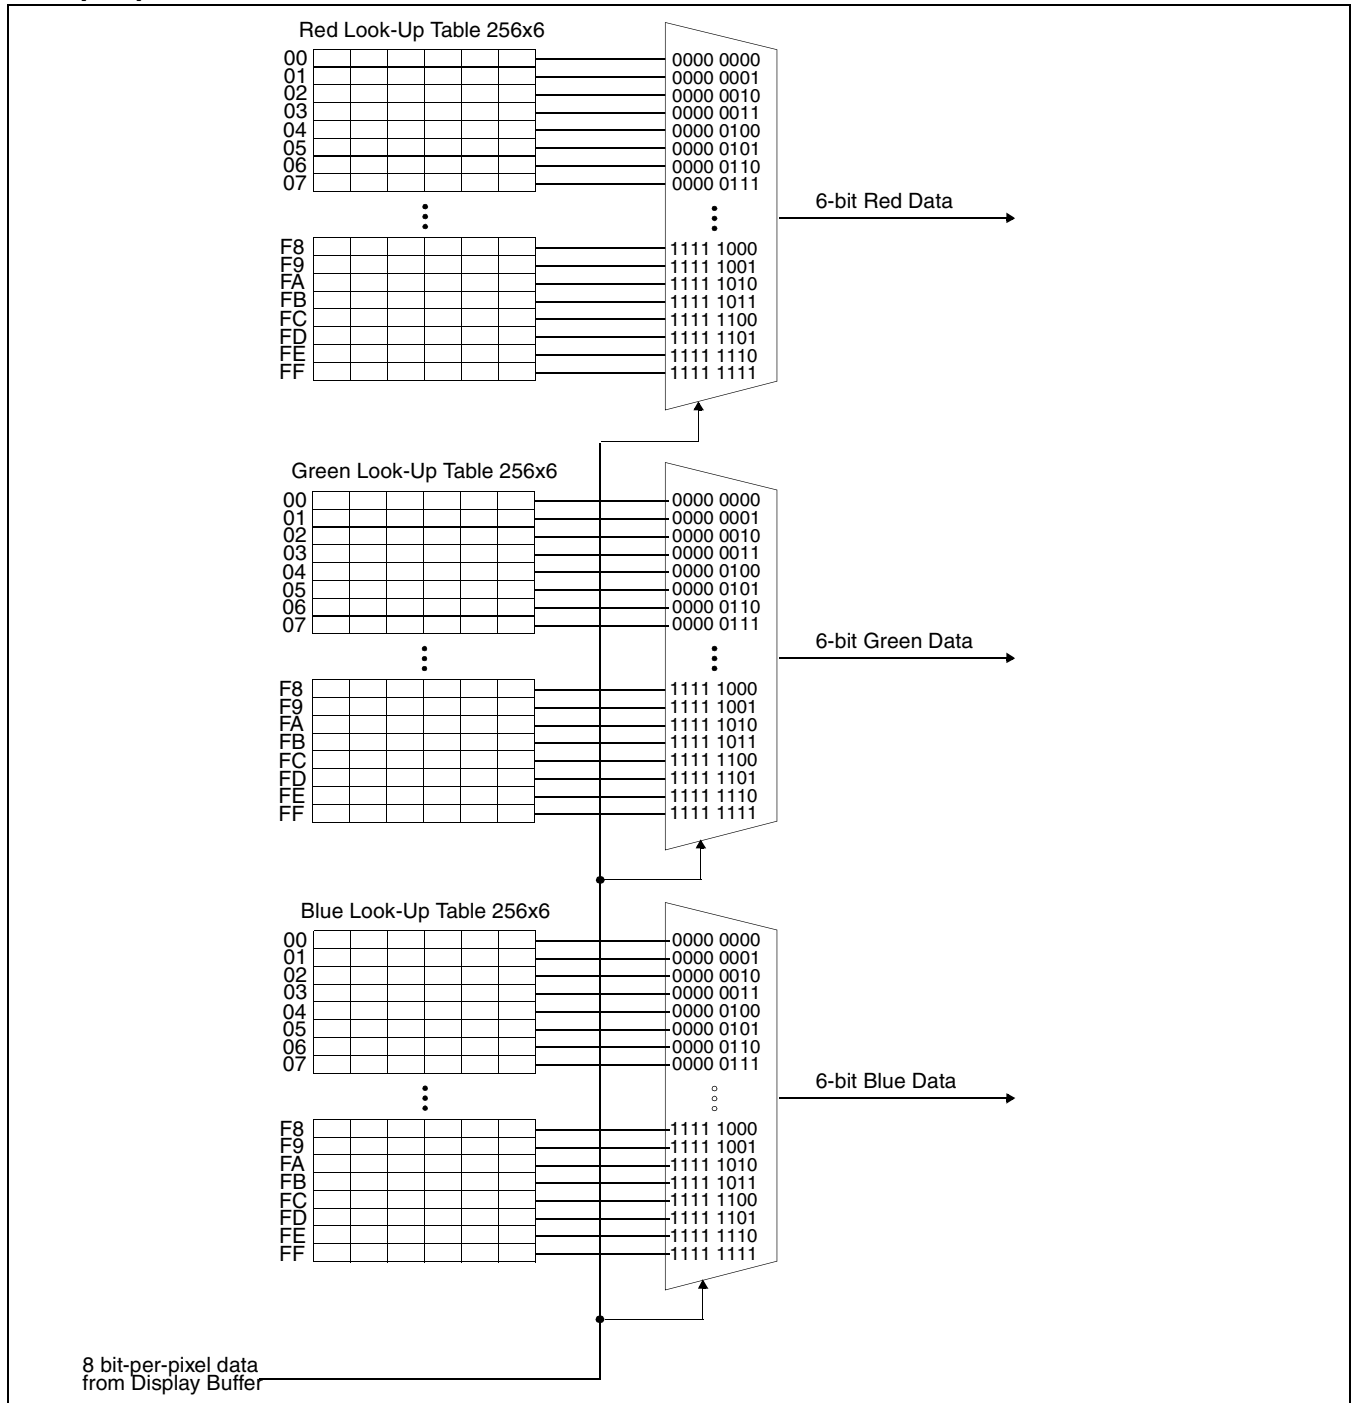 Red Look-Up Table 256x6
00 0000 0000
01 0000 0001
02 0000 0010
03 0000 0011
04 0000 0100
05 0000 0101
06 0000 0110
07 0000 0111
6-bit Red Data
F8 1111 1000
F9 1111 1001
FA 1111 1010
FB 1111 1011
FC 1111 1100
FD 1111 1101
FE 1111 1110
FF 1111 1111
Green Look-Up Table 256x6
00 0000 0000
01 0000 0001
02 0000 0010
03 0000 0011
04 0000 0100
05 0000 0101
06 0000 0110
07 0000 0111
6-bit Green Data
F8 1111 1000
F9 1111 1001
FA 1111 1010
FB 1111 1011
FC 1111 1100
FD 1111 1101
FE 1111 1110
FF 1111 1111
Blue Look-Up Table 256x6
00 0000 0000
01 0000 0001
02 0000 0010
03 0000 0011
04 0000 0100
05 0000 0101
06 0000 0110
07 0000 0111
6-bit Blue Data
F8 1111 1000
F9 1111 1001
FA 1111 1010
FB 1111 1011
FC 1111 1100
FD 1111 1101
FE 1111 1110
FF 1111 1111
8 bit-per-pixel data
from Display Buffer